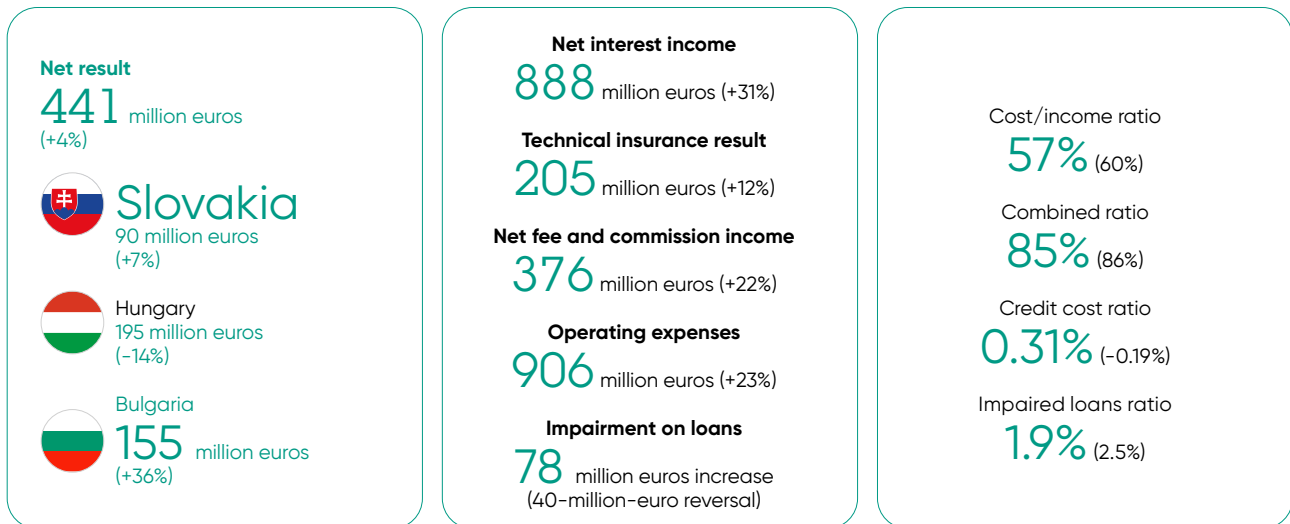 Net result
441 million euros
(+4%)
Slovakia
90 million euros
(+7%)
Hungary
195 million euros
(-14%)
Bulgaria
155 million euros
(+36%)
Net interest income
888 million euros (+31%)
Technical insurance result
205 million euros (+12%)
Net fee and commission income
376 million euros (+22%)
Operating expenses
906 million euros (+23%)
Impairment on loans
78 million euros increase
(40-million-euro reversal)
Cost/income ratio
57% (60%)
Combined ratio
85% (86%)
Credit cost ratio
0.31% (-0.19%)
Impaired loans ratio
1.9% (2.5%)